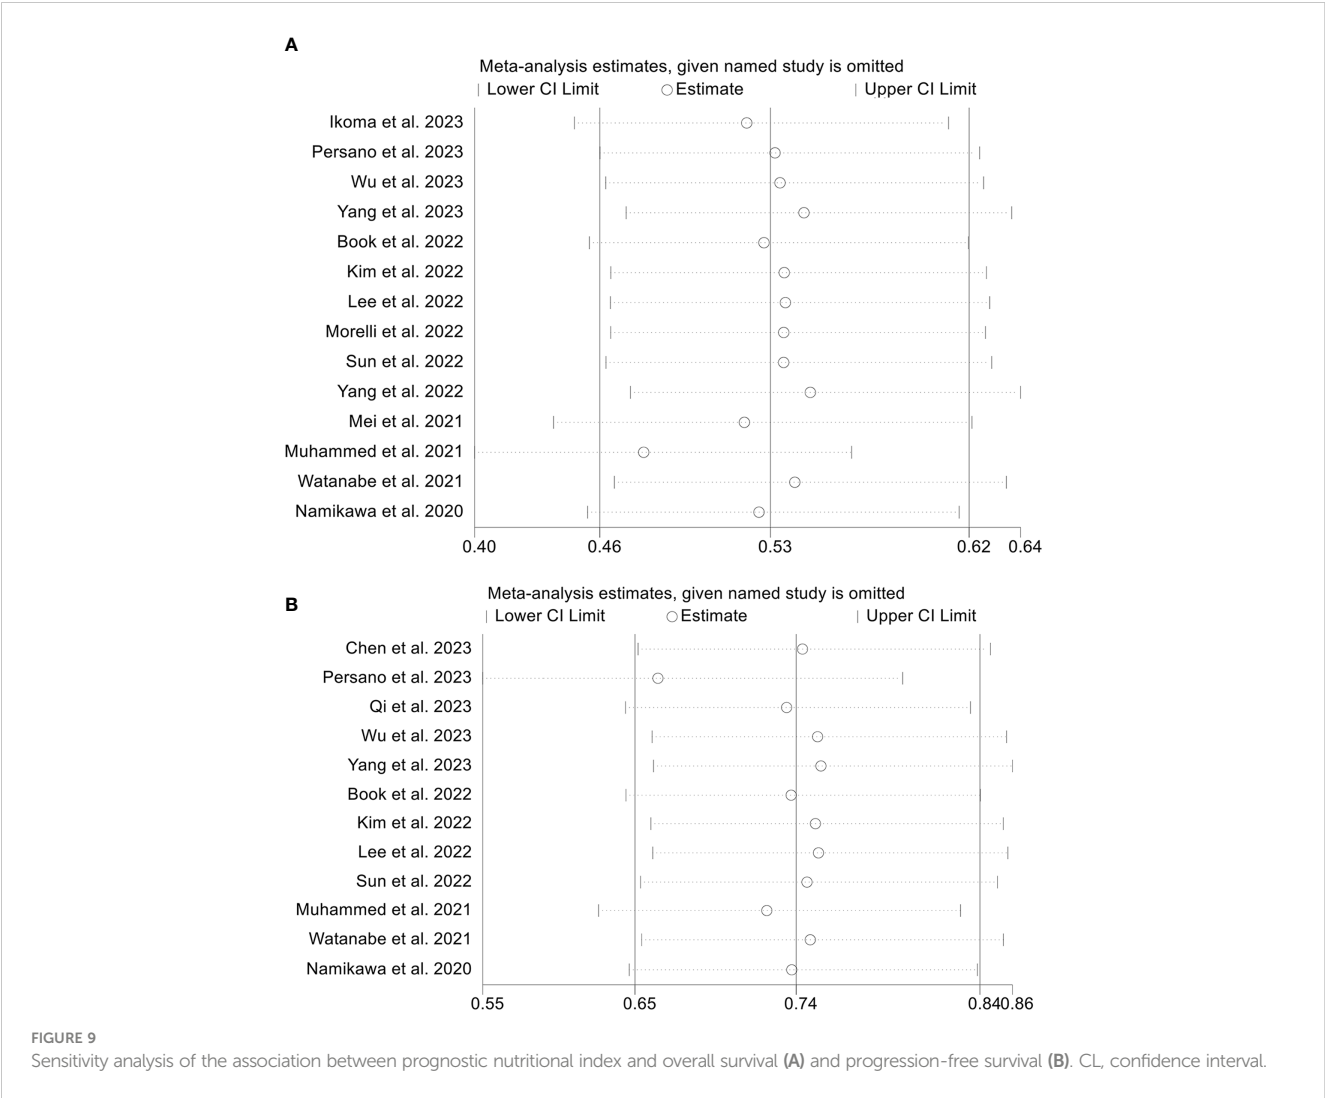 A
Meta-analysis estimates, given named study is omitted
Lower CI Limit Estimate Upper CI Limit
Ikoma et al. 2023
Persano et al. 2023
Wu et al. 2023
Yang et al. 2023
Book et al. 2022
Kim et al. 2022
Lee et al. 2022
Morelli et al. 2022
Sun et al. 2022
Yang et al. 2022
Mei et al. 2021
Muhammed et al. 2021
Watanabe et al. 2021
Namikawa et al. 2020
0.40 0.46 0.53 0.62 0.64
B
Meta-analysis estimates, given named study is omitted
Lower CI Limit Estimate Upper CI Limit
Chen et al. 2023
Persano et al. 2023
Qi et al. 2023
Wu et al. 2023
Yang et al. 2023
Book et al. 2022
Kim et al. 2022
Lee et al. 2022
Sun et al. 2022
Muhammed et al. 2021
Watanabe et al. 2021
Namikawa et al. 2020
0.55 0.65 0.74 0.84 0.86
FIGURE 9
Sensitivity analysis of the association between prognostic nutritional index and overall survival (A) and progression-free survival (B). CL, confidence interval.